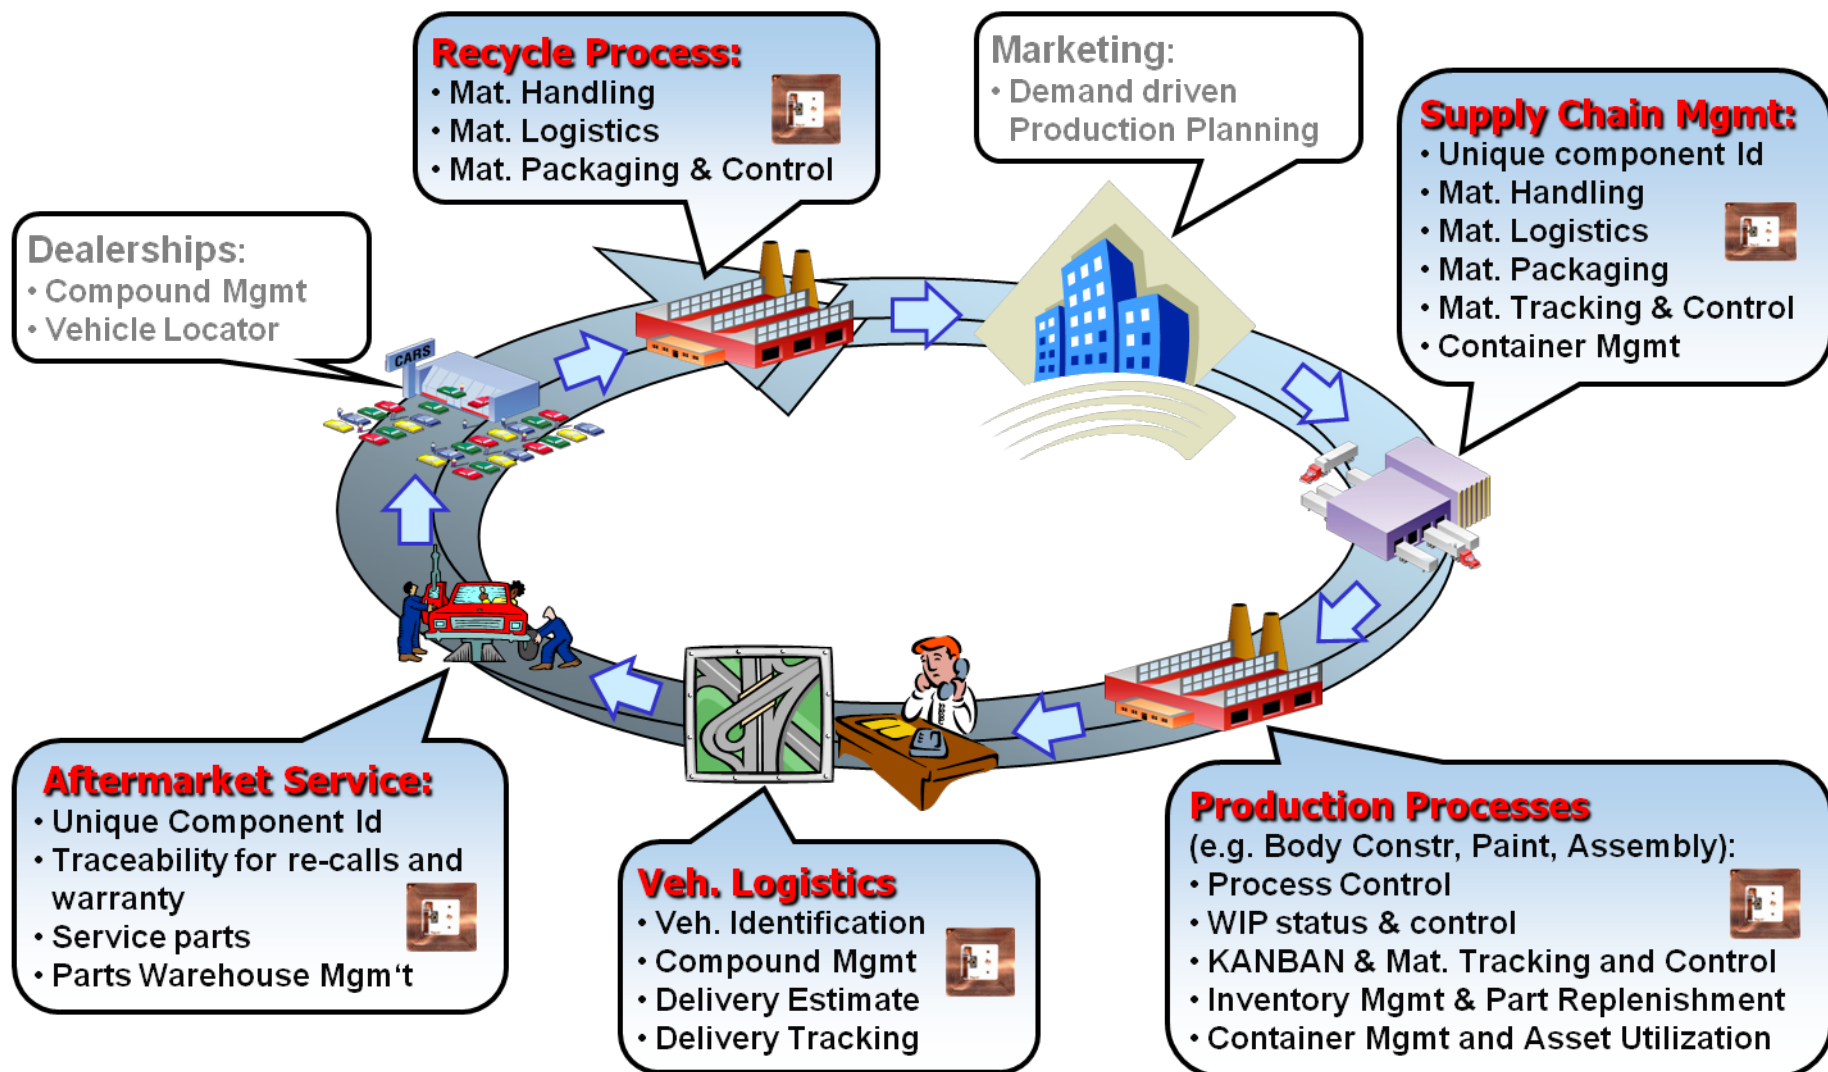 Recycle Process:
• Mat. Handling
• Mat. Logistics
• Mat. Packaging & Control
Marketing:
• Demand driven
Production Planning
Supply Chain Mgmt:
• Unique component Id
• Mat. Handling
• Mat. Logistics
• Mat. Packaging
• Mat. Tracking & Control
• Container Mgmt
Dealerships:
• Compound Mgmt
• Vehicle Locator
CARS
Aftermarket Service:
• Unique Component Id
• Traceability for re-calls and
warranty
• Service parts
• Parts Warehouse Mgm‘t
Veh. Logistics
• Veh. Identification
• Compound Mgmt
• Delivery Estimate
• Delivery Tracking
Production Processes
(e.g. Body Constr, Paint, Assembly):
• Process Control
• WIP status & control
• KANBAN & Mat. Tracking and Control
• Inventory Mgmt & Part Replenishment
• Container Mgmt and Asset Utilization